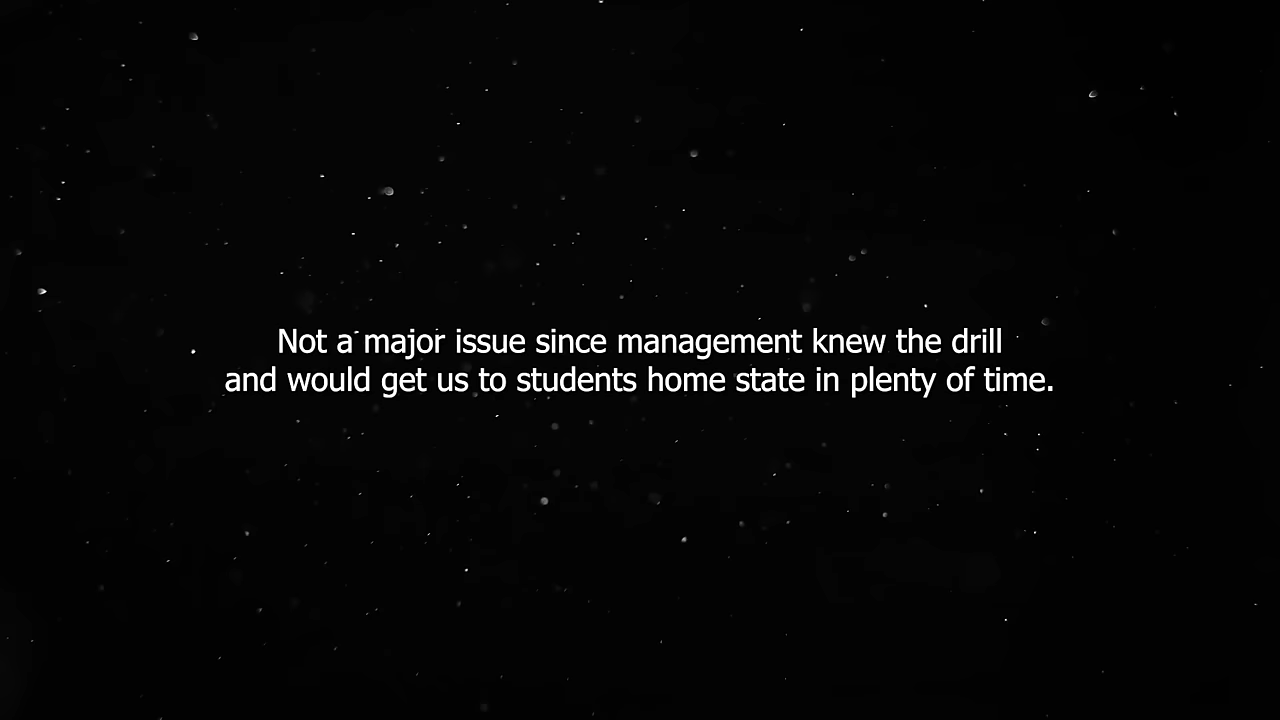 Not a major issue since management knew the drill
and would get us to students home state in plenty of time.